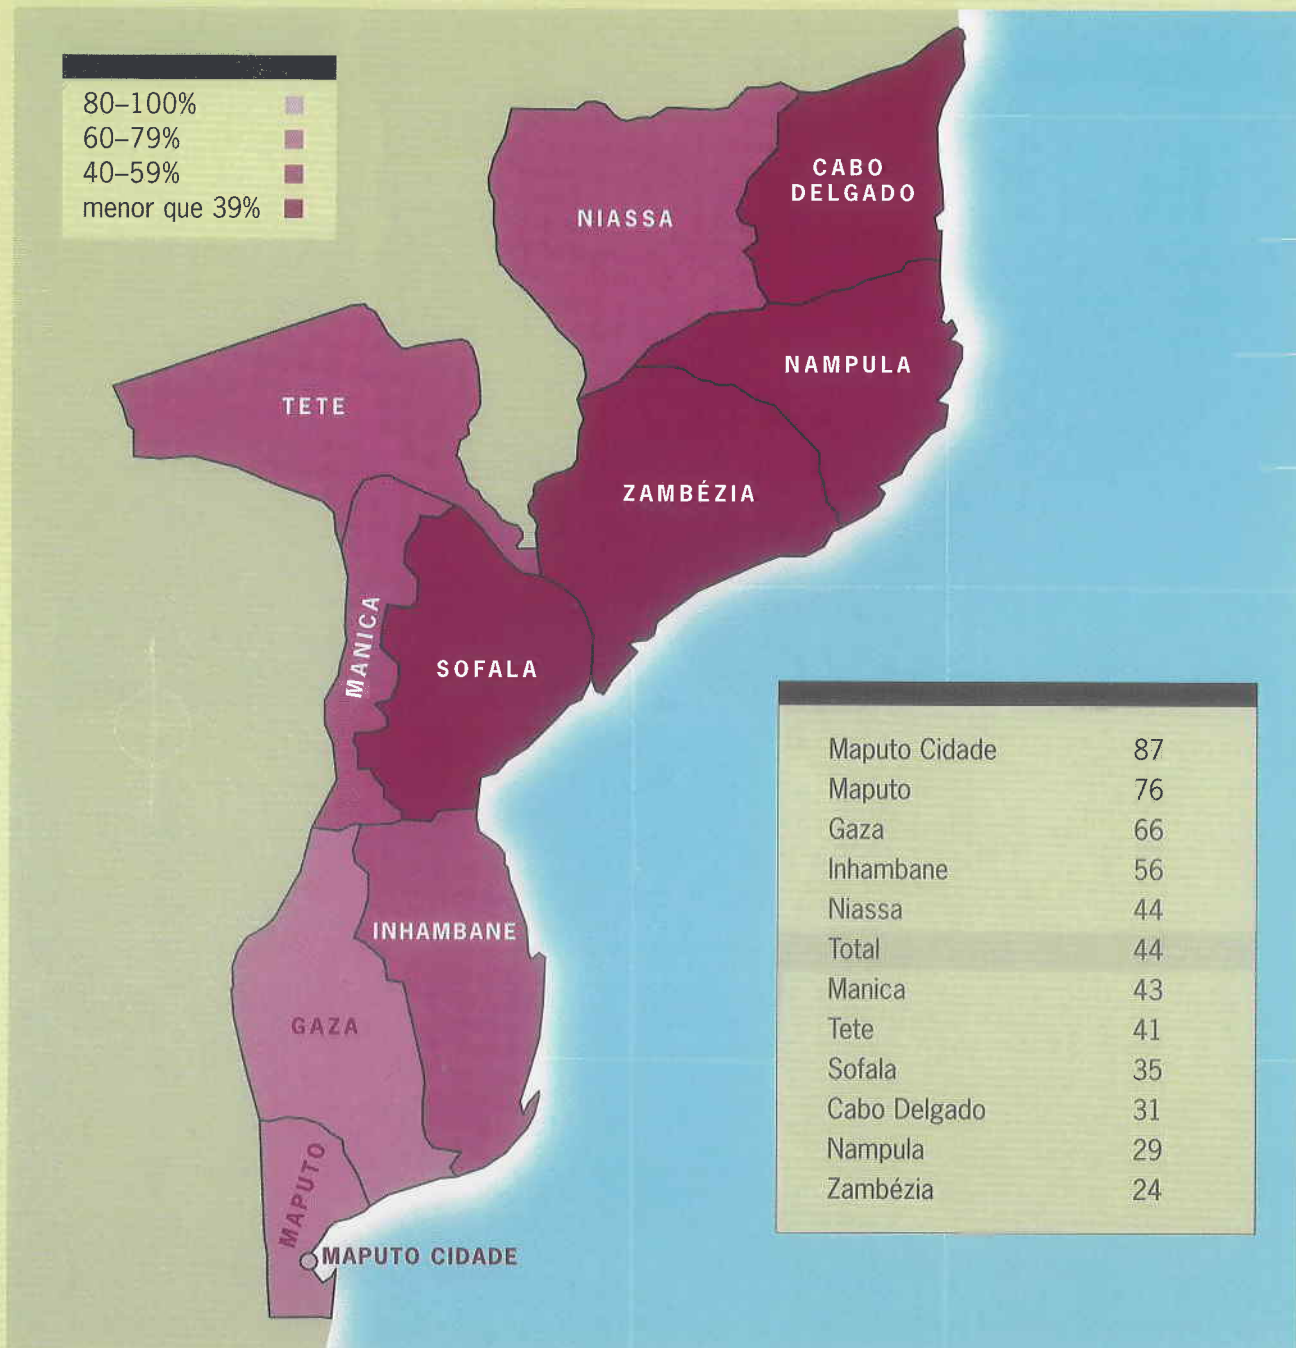 80–100%
60–79%
40–59%
menor que 39%
CABO
DELGADO
NIASSA
NAMPULA
TETE
ZAMBÉZIA
MANICA
SOFALA
INHAMBANE
GAZA
MAPUTO
MAPUTO CIDADE
Maputo Cidade 87
Maputo 76
Gaza 66
Inhambane 56
Niassa 44
Total 44
Manica 43
Tete 41
Sofala 35
Cabo Delgado 31
Nampula 29
Zambézia 24